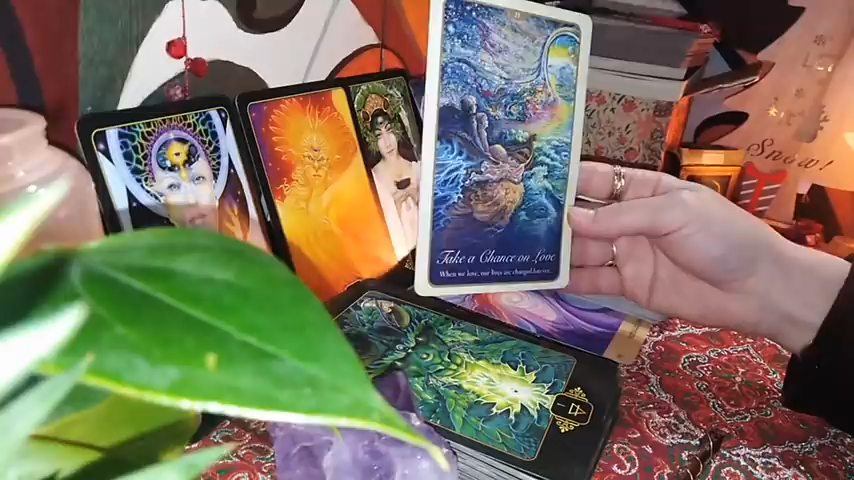 Snow!
Take a Chance on Love
When we love, our lives are changed forever.